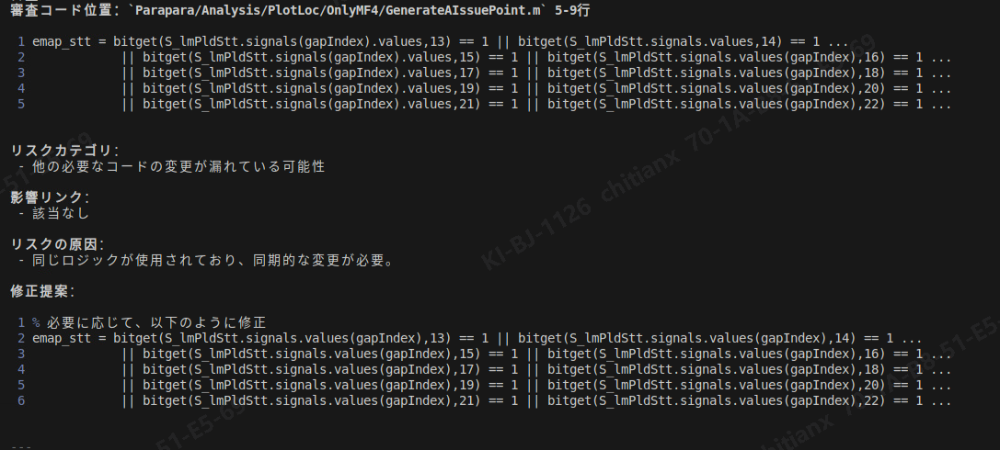 審査コード位置：`Parapara/Analysis/PlotLoc/OnlyMF4/GenerateAIssuePoint.m` 5-9行
1 emap_stt = bitget(S_lmPldStt.signals(gapIndex).values,13) == 1 || bitget(S_lmPldStt.signals.values,14) == 1 ...
2 || bitget(S_lmPldStt.signals(gapIndex).values,15) == 1 || bitget(S_lmPldStt.signals.values(gapIndex),16) == 1 ...
3 || bitget(S_lmPldStt.signals(gapIndex).values,17) == 1 || bitget(S_lmPldStt.signals.values(gapIndex),18) == 1 ...
4 || bitget(S_lmPldStt.signals(gapIndex).values,19) == 1 || bitget(S_lmPldStt.signals.values(gapIndex),20) == 1 ...
5 || bitget(S_lmPldStt.signals(gapIndex).values,21) == 1 || bitget(S_lmPldStt.signals.values(gapIndex),22) == 1 ...
リスクカテゴリ：
- 他の必要なコードの変更が漏れている可能性
影響リンク：
- 該当なし
リスクの原因：
- 同じロジックが使用されており、同期的な変更が必要。
修正提案：
1 % 必要に応じて、以下のように修正
2 emap_stt = bitget(S_lmPldStt.signals.values(gapIndex),13) == 1 || bitget(S_lmPldStt.signals.values(gapIndex),14) == 1 ...
3 || bitget(S_lmPldStt.signals.values(gapIndex),15) == 1 || bitget(S_lmPldStt.signals.values(gapIndex),16) == 1 ...
4 || bitget(S_lmPldStt.signals.values(gapIndex),17) == 1 || bitget(S_lmPldStt.signals.values(gapIndex),18) == 1 ...
5 || bitget(S_lmPldStt.signals.values(gapIndex),19) == 1 || bitget(S_lmPldStt.signals.values(gapIndex),20) == 1 ...
6 || bitget(S_lmPldStt.signals.values(gapIndex),21) == 1 || bitget(S_lmPldStt.signals.values(gapIndex),22) == 1 ...
---
KI-BJ-1126 chitianx 70-1A-
51-E5-69
chitianx